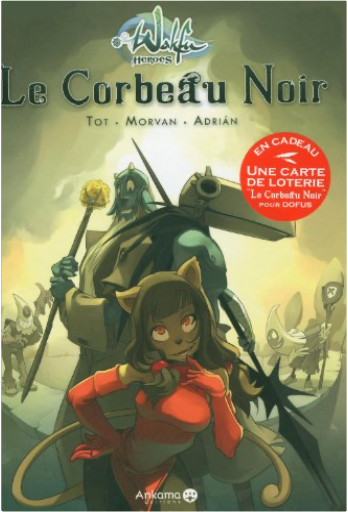 Wakfu
HEROES
Le Corbeau Noir
TOT - MORVAN - ADRIÁN
EN CADEAU
UNE CARTE
DE LOTERIE
"Le Corbeau Noir"
POUR DOFUS
Ankama
éditions